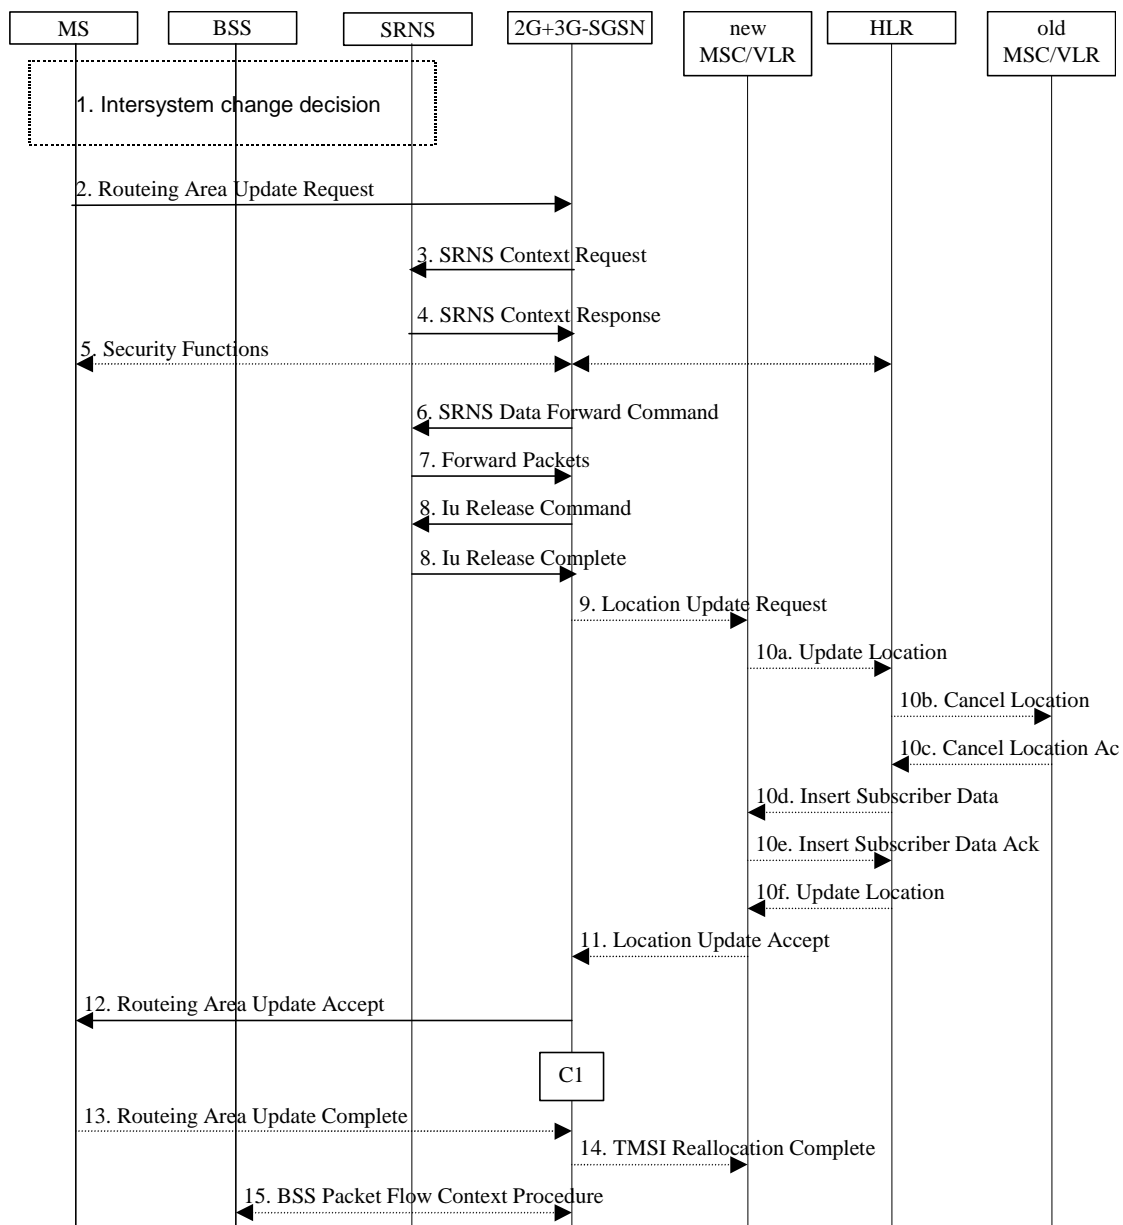 MS
BSS
SRNS
2G+3G-SGSN
new
MSC/VLR
HLR
old
MSC/VLR
1. Intersystem change decision
2. Routeing Area Update Request
3. SRNS Context Request
4. SRNS Context Response
5. Security Functions
6. SRNS Data Forward Command
7. Forward Packets
8. Iu Release Command
8. Iu Release Complete
9. Location Update Request
10a. Update Location
10b. Cancel Location
10c. Cancel Location Ac
10d. Insert Subscriber Data
10e. Insert Subscriber Data Ack
10f. Update Location
11. Location Update Accept
12. Routeing Area Update Accept
C1
13. Routeing Area Update Complete
14. TMSI Reallocation Complete
15. BSS Packet Flow Context Procedure